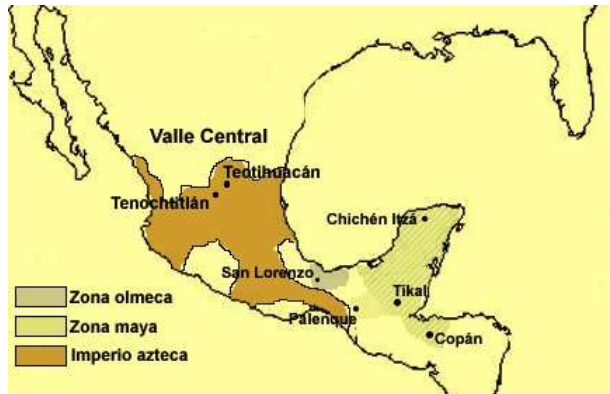 Valle Central
Teotihuacán
Tenochtitlán
Chichén Itzá
San Lorenzo
Tikal
Palenque
Copán
Zona olmeca
Zona maya
Imperio azteca